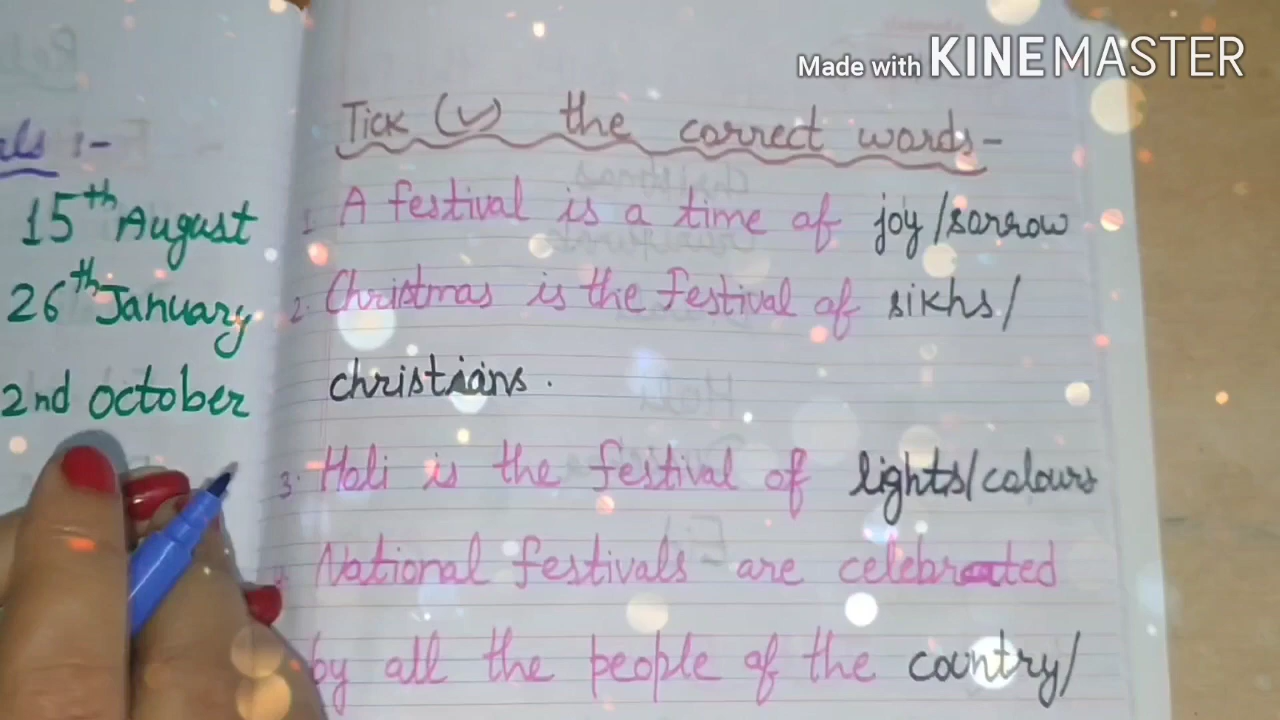 Made with KINEMASTER
Tick (✓) the correct words-
als :-
15th August
26th January
2nd October
1. A festival is a time of joy/sorrow
2. Christmas is the festival of sikhs/
christians.
3. Holi is the festival of lights/colours
National festivals are celebrated
by all the people of the country/